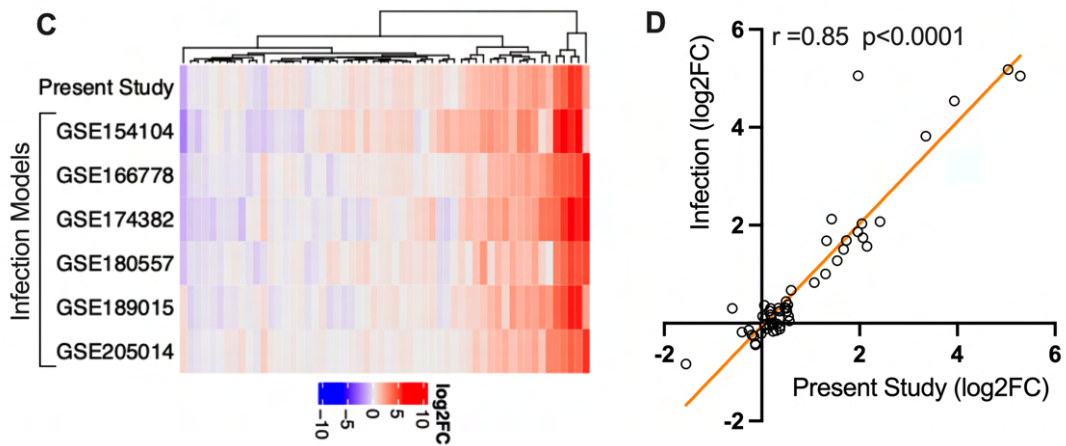 C
Present Study
Infection Models
GSE154104
GSE166778
GSE174382
GSE180557
GSE189015
GSE205014
-10
-5
0
5
10
log2FC
D
r =0.85 p<0.0001
Infection (log2FC)
6
4
2
-2
-2
2
4
6
Present Study (log2FC)